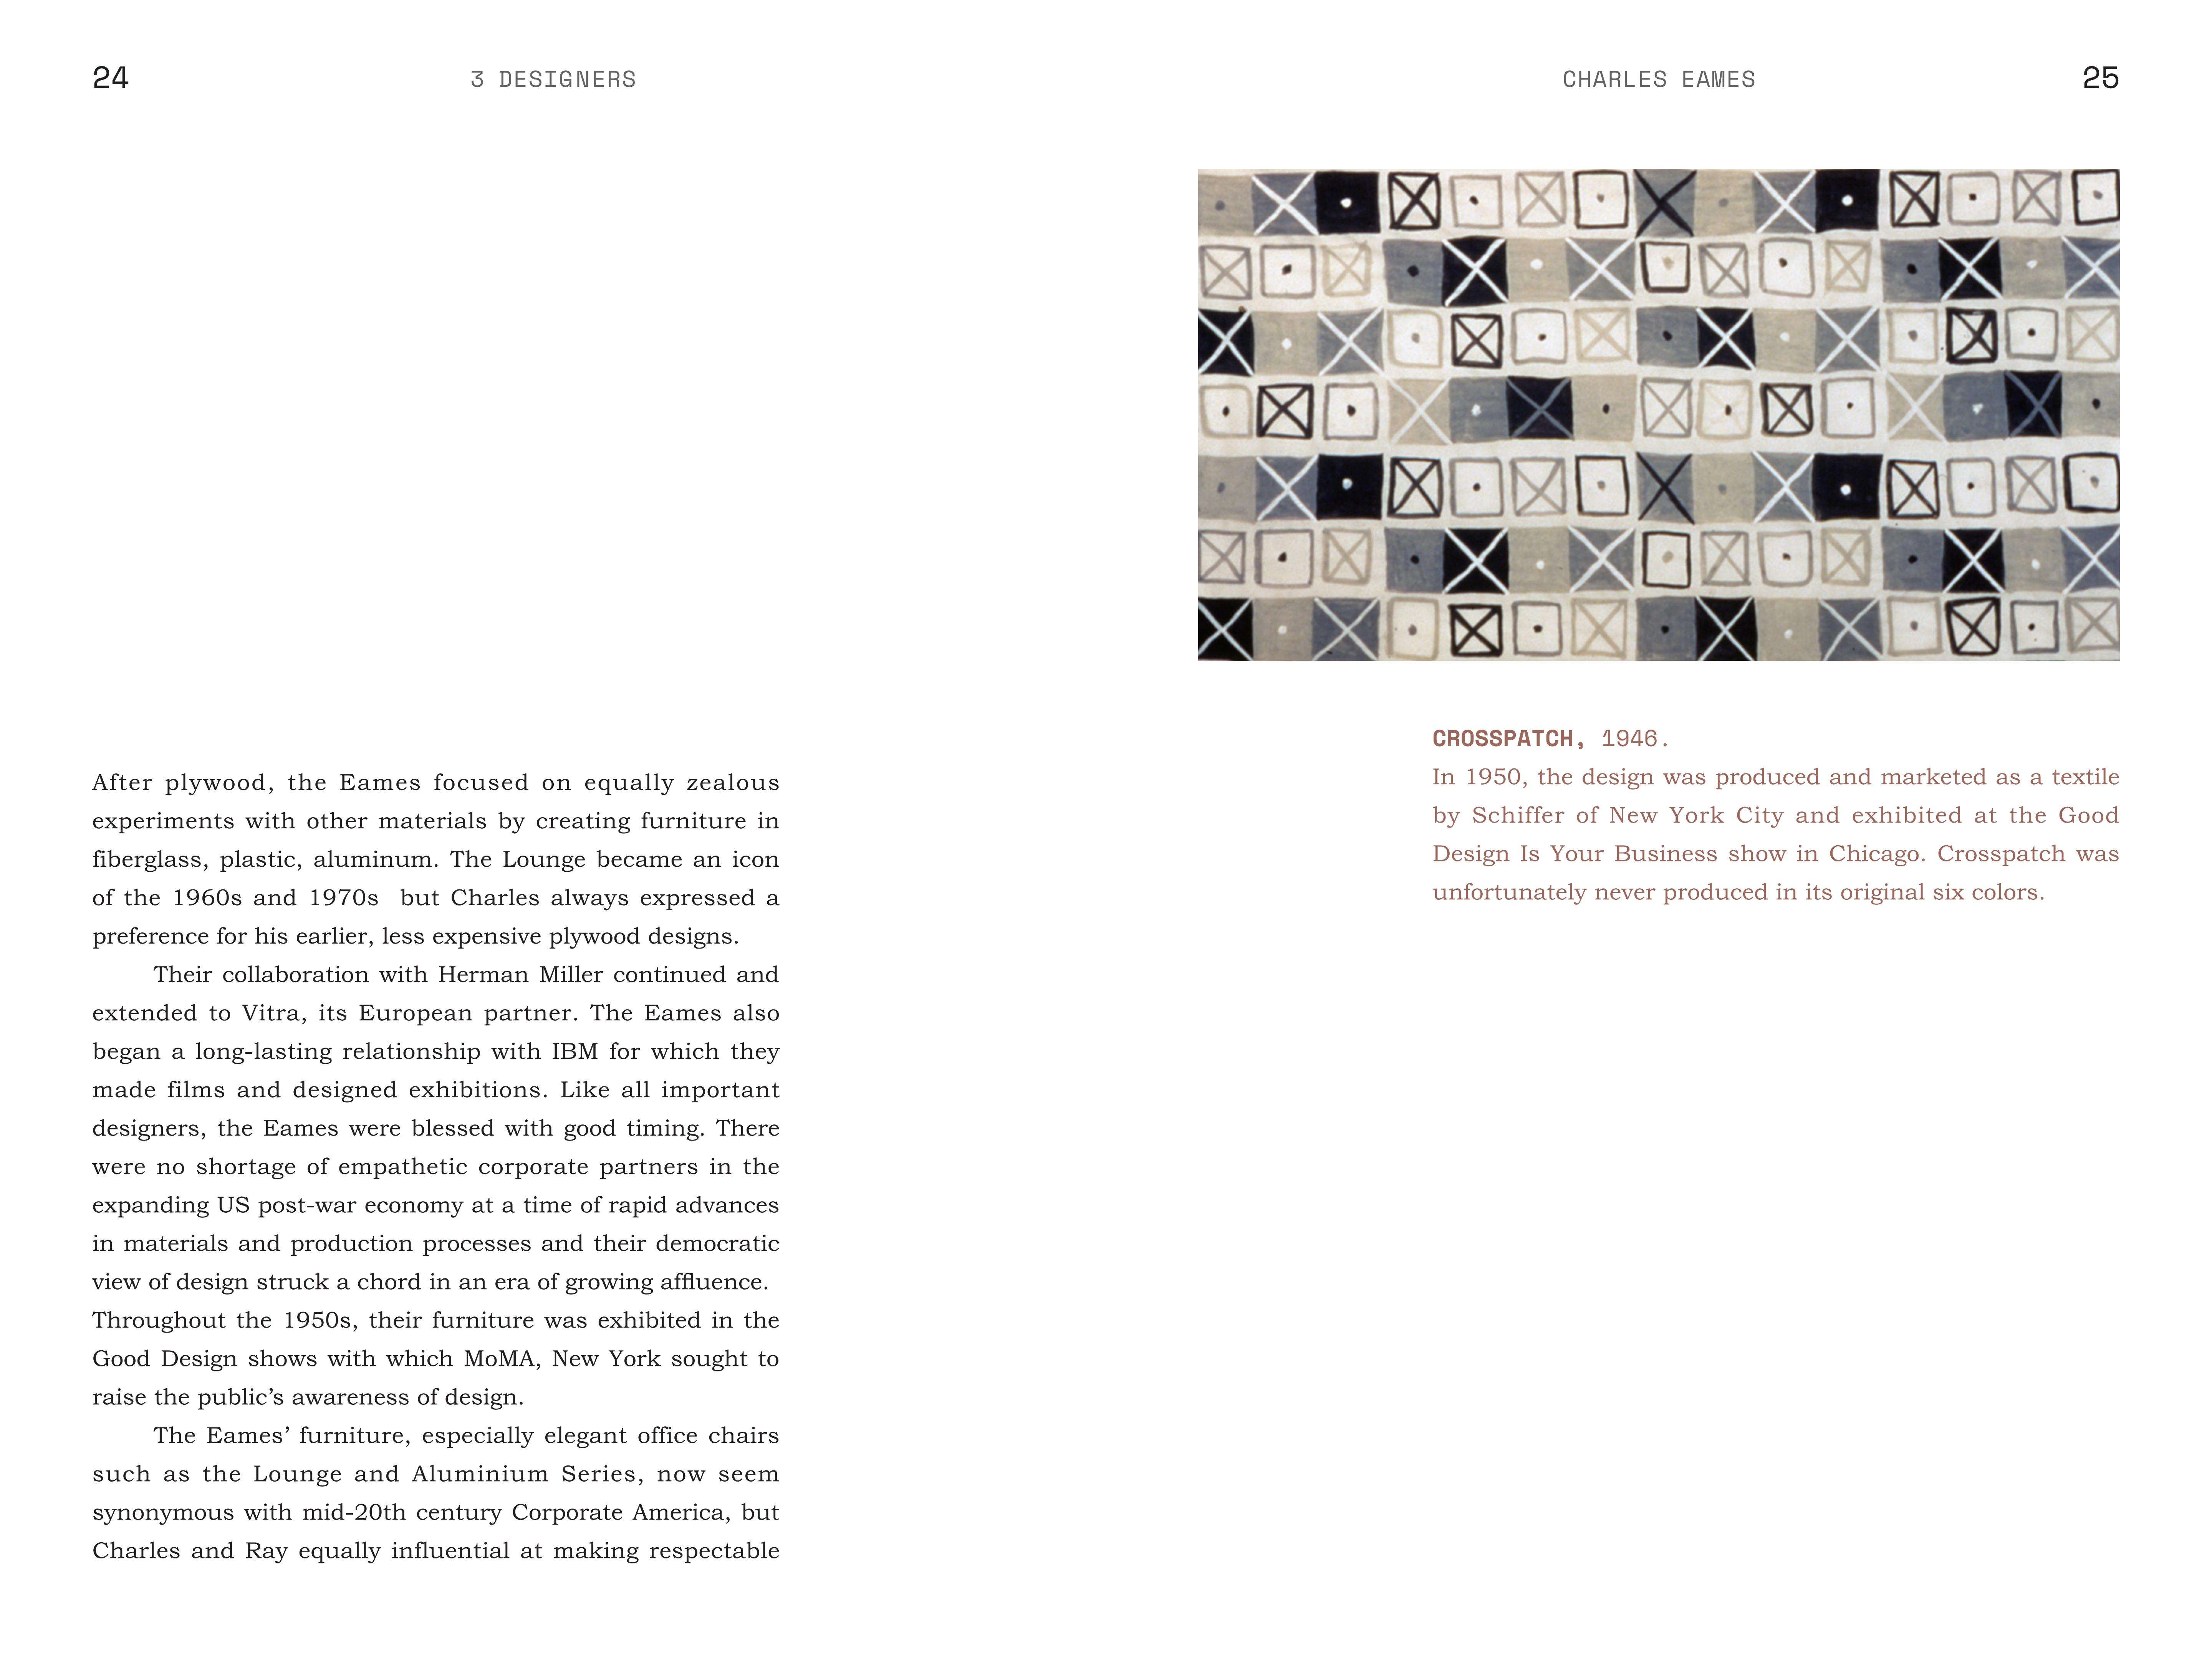 24
3 DESIGNERS
After plywood, the Eames focused on equally zealous
experiments with other materials by creating furniture in
fiberglass, plastic, aluminum. The Lounge became an icon
of the 1960s and 1970s  but Charles always expressed a
preference for his earlier, less expensive plywood designs.
Their collaboration with Herman Miller continued and
extended to Vitra, its European partner. The Eames also
began a long-lasting relationship with IBM for which they
made films and designed exhibitions. Like all important
designers, the Eames were blessed with good timing. There
were no shortage of empathetic corporate partners in the
expanding US post-war economy at a time of rapid advances
in materials and production processes and their democratic
view of design struck a chord in an era of growing affluence.
Throughout the 1950s, their furniture was exhibited in the
Good Design shows with which MoMA, New York sought to
raise the public’s awareness of design.
The Eames’ furniture, especially elegant office chairs
such as the Lounge and Aluminium Series, now seem
synonymous with mid-20th century Corporate America, but
Charles and Ray equally influential at making respectable
CHARLES EAMES
25
CROSSPATCH, 1946.
In 1950, the design was produced and marketed as a textile
by Schiffer of New York City and exhibited at the Good
Design Is Your Business show in Chicago. Crosspatch was
unfortunately never produced in its original six colors.